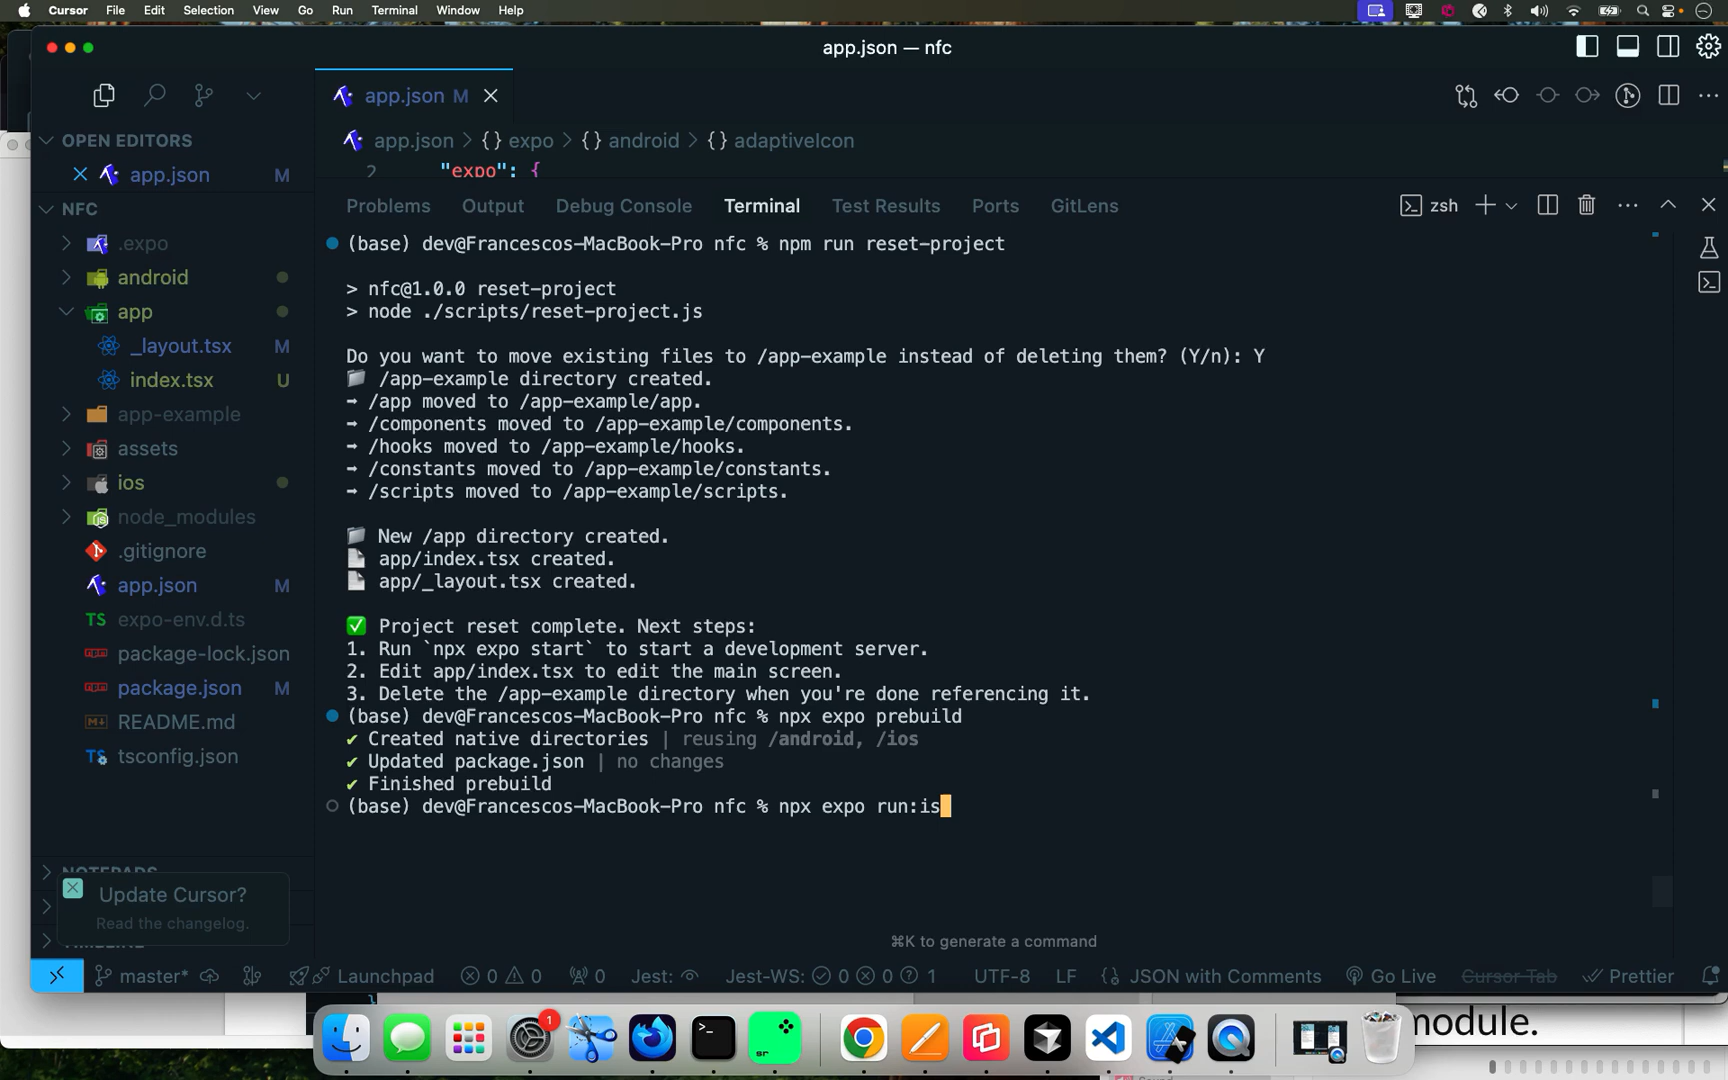 Cursor File Edit Selection View Go Run Terminal Window Help
app.json — nfc
app.json M
OPEN EDITORS
app.json > {} expo > {} android > {} adaptiveIcon
app.json M
2 "expo": {
NFC
Problems Output Debug Console Terminal Test Results Ports GitLens
zsh
.expo
android
app
_layout.tsx M
index.tsx U
app-example
assets
ios
node_modules
.gitignore
app.json M
expo-env.d.ts
package-lock.json
package.json M
README.md
tsconfig.json
(base) dev@Francescos-MacBook-Pro nfc % npm run reset-project
> nfc@1.0.0 reset-project
> node ./scripts/reset-project.js
Do you want to move existing files to /app-example instead of deleting them? (Y/n): Y
/app-example directory created.
➡ /app moved to /app-example/app.
➡ /components moved to /app-example/components.
➡ /hooks moved to /app-example/hooks.
➡ /constants moved to /app-example/constants.
➡ /scripts moved to /app-example/scripts.
New /app directory created.
app/index.tsx created.
app/_layout.tsx created.
✅ Project reset complete. Next steps:
1. Run `npx expo start` to start a development server.
2. Edit app/index.tsx to edit the main screen.
3. Delete the /app-example directory when you're done referencing it.
(base) dev@Francescos-MacBook-Pro nfc % npx expo prebuild
✔ Created native directories | reusing /android, /ios
✔ Updated package.json | no changes
✔ Finished prebuild
(base) dev@Francescos-MacBook-Pro nfc % npx expo run:is
Update Cursor?
Read the changelog.
⌘K to generate a command
master* Launchpad 0 0 0 Jest: Jest-WS: 0 0 1 UTF-8 LF JSON with Comments Go Live Cursor Tab Prettier
}
module.
1
sr